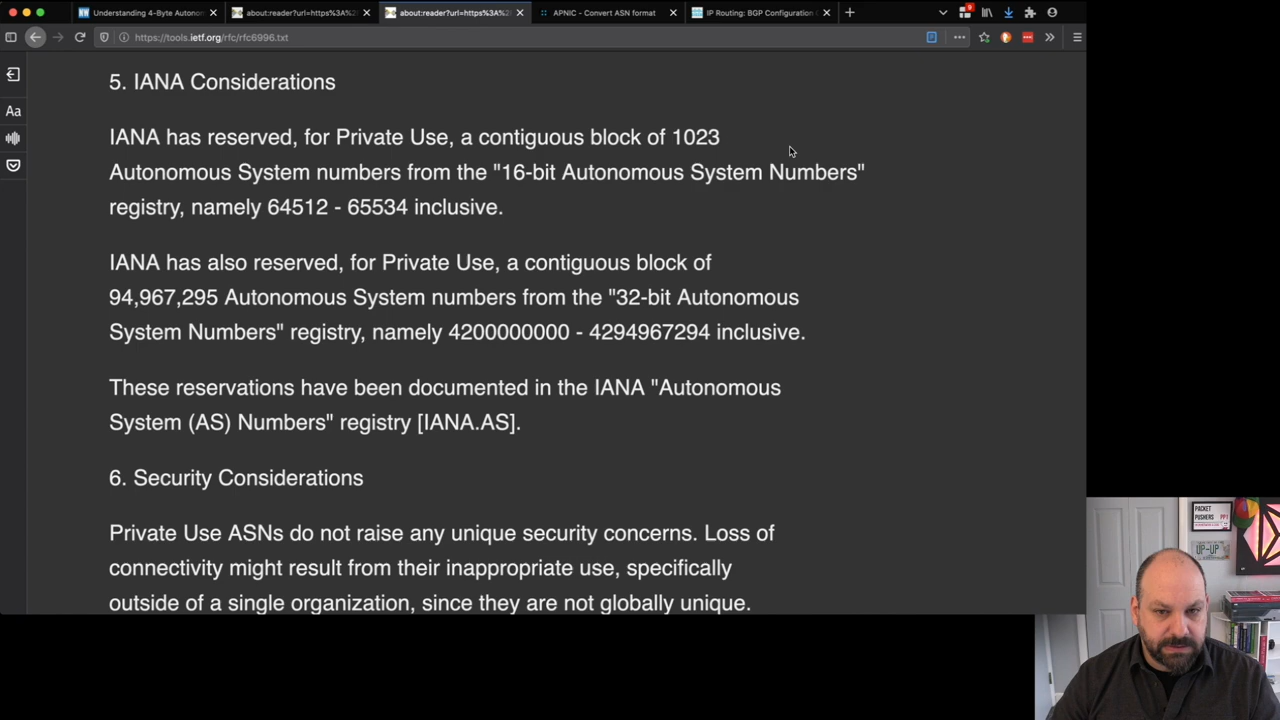 Understanding 4-Byte Autonom
about:reader?url=https%3A%2
about:reader?url=https%3A%2
APNIC - Convert ASN format
IP Routing: BGP Configuration
https://tools.ietf.org/rfc/rfc6996.txt
Aa
5. IANA Considerations
IANA has reserved, for Private Use, a contiguous block of 1023
Autonomous System numbers from the "16-bit Autonomous System Numbers"
registry, namely 64512 - 65534 inclusive.
IANA has also reserved, for Private Use, a contiguous block of
94,967,295 Autonomous System numbers from the "32-bit Autonomous
System Numbers" registry, namely 4200000000 - 4294967294 inclusive.
These reservations have been documented in the IANA "Autonomous
System (AS) Numbers" registry [IANA.AS].
6. Security Considerations
Private Use ASNs do not raise any unique security concerns. Loss of
connectivity might result from their inappropriate use, specifically
outside of a single organization, since they are not globally unique.
PACKET
PUSHERS
UP-UP